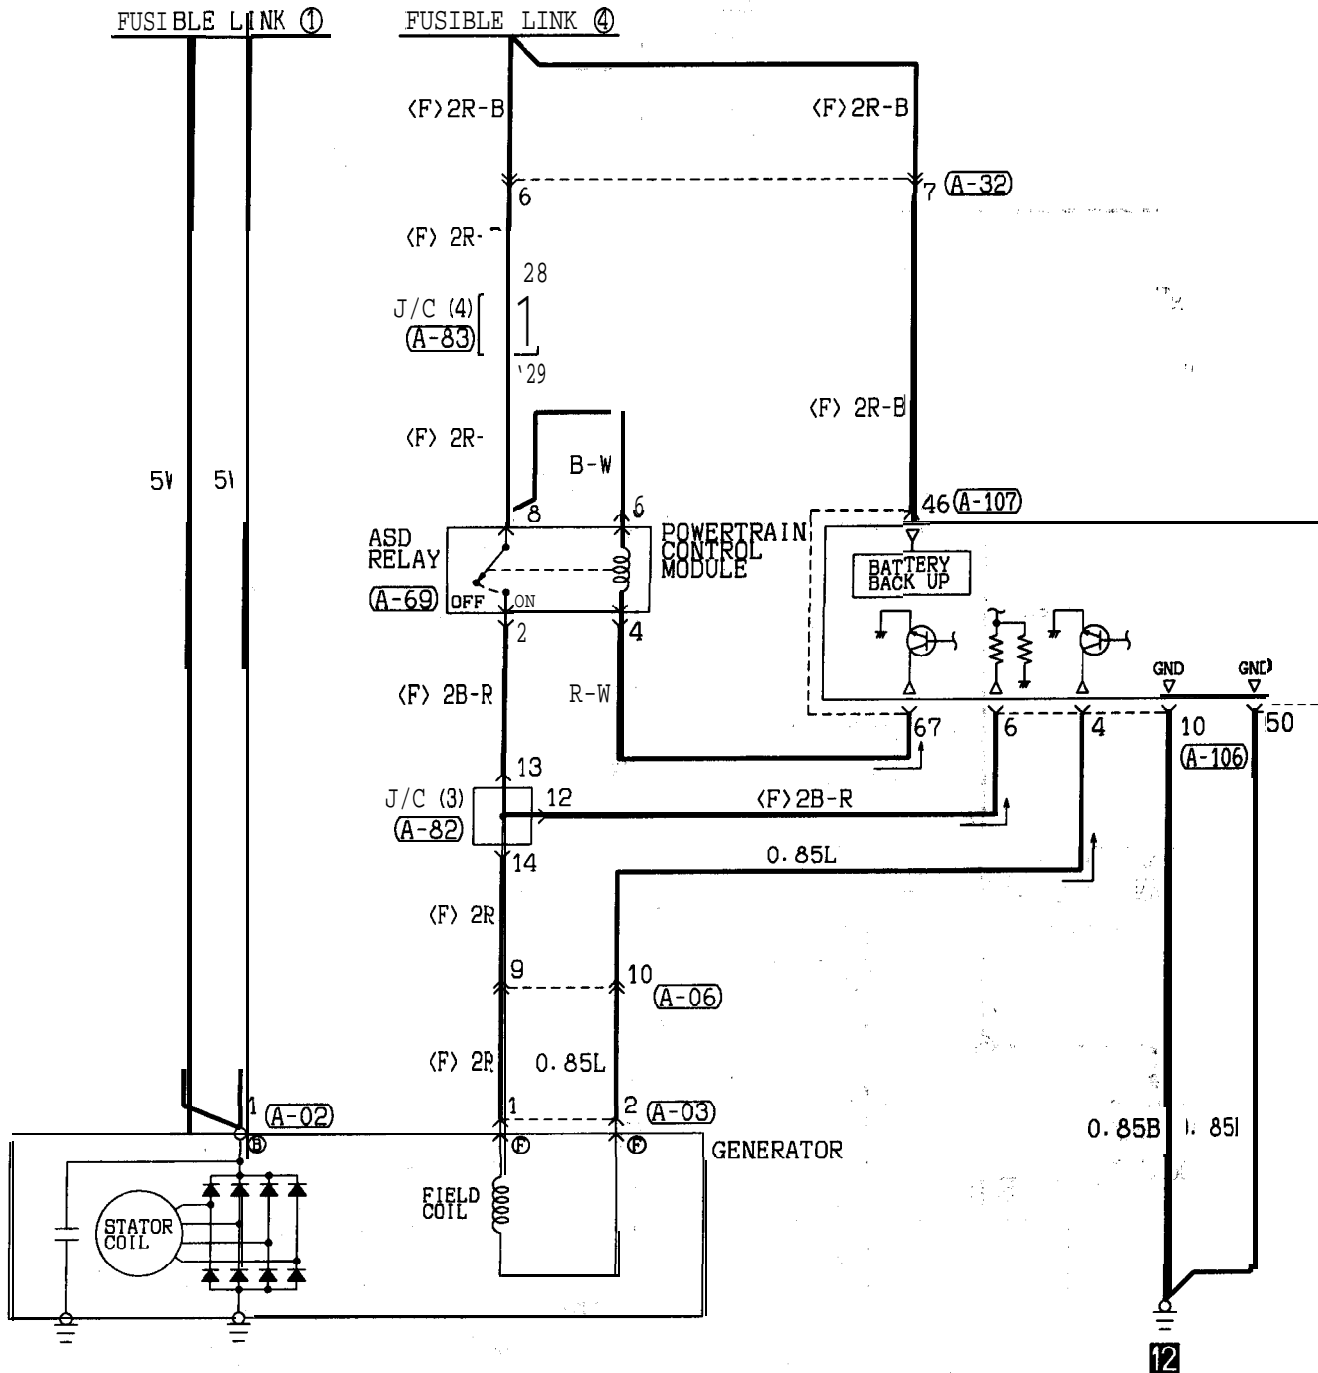 FUSIBLE LINK ①
FUSIBLE LINK ④
〈F〉2R-B
〈F〉2R-B
6
7
A-32
〈F〉 2R-
28
J/C (4)
A-83
29
〈F〉 2R-B
〈F〉 2R-
B-W
5
5
8
6
46
A-107
ASD
RELAY
POWERTRAIN
CONTROL
MODULE
BATTERY
BACK UP
A-69
OFF
ON
2
4
GND
GND
〈F〉 2B-R
R-W
67
6
4
10
50
A-106
13
J/C (3)
A-82
12
〈F〉2B-R
14
0.85L
〈F〉 2R
9
10
A-06
〈F〉 2R
0.85L
1
A-02
1
2
A-03
0.85B
. 85
B
F
F
GENERATOR
FIELD
COIL
STATOR
COIL
12